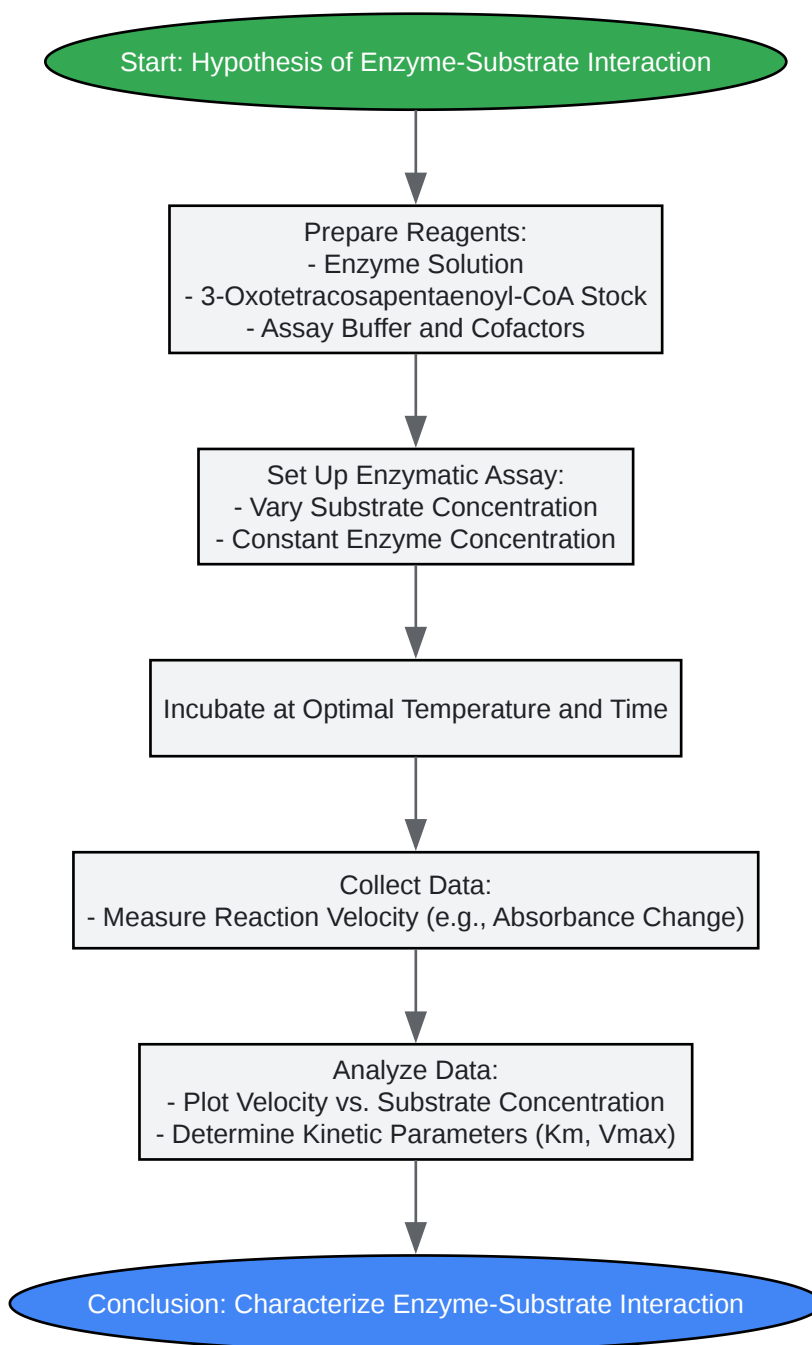 Start: Hypothesis of Enzyme-Substrate Interaction
Prepare Reagents:
- Enzyme Solution
- 3-Oxotetracosapentaenoyl-CoA Stock
- Assay Buffer and Cofactors
Set Up Enzymatic Assay:
- Vary Substrate Concentration
- Constant Enzyme Concentration
Incubate at Optimal Temperature and Time
Collect Data:
- Measure Reaction Velocity (e.g., Absorbance Change)
Analyze Data:
- Plot Velocity vs. Substrate Concentration
- Determine Kinetic Parameters (Km, Vmax)
Conclusion: Characterize Enzyme-Substrate Interaction